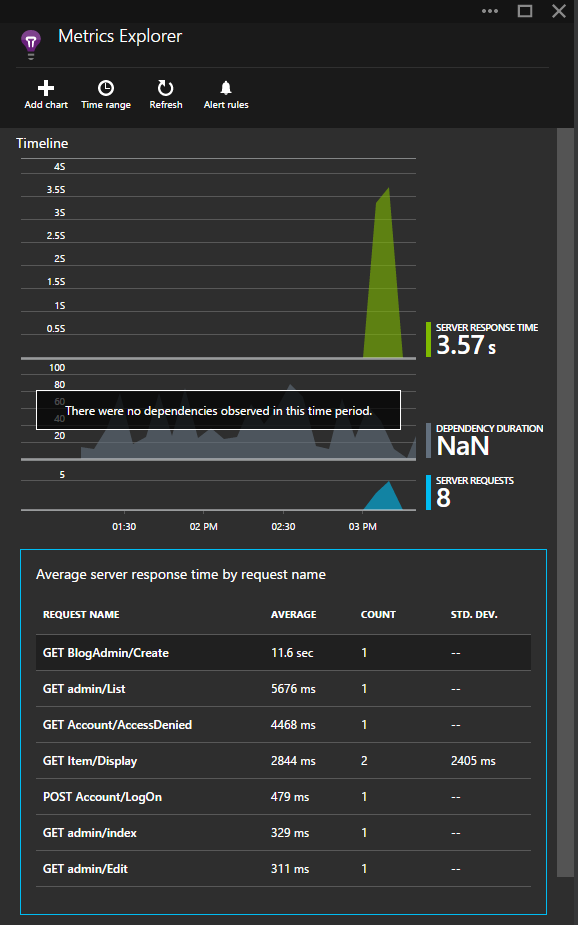 Metrics Explorer
Add chart Time range Refresh Alert rules
Timeline
4S
3.5S
3S
2.5S
2S
1.5S
1S
0.5S
SERVER RESPONSE TIME
3.57 s
100
80
60
There were no dependencies observed in this time period.
40
20
DEPENDENCY DURATION
NaN
5
SERVER REQUESTS
8
01:30 02 PM 02:30 03 PM
Average server response time by request name
REQUEST NAME AVERAGE COUNT STD. DEV.
GET BlogAdmin/Create 11.6 sec 1 --
GET admin/List 5676 ms 1 --
GET Account/AccessDenied 4468 ms 1 --
GET Item/Display 2844 ms 2 2405 ms
POST Account/LogOn 479 ms 1 --
GET admin/index 329 ms 1 --
GET admin/Edit 311 ms 1 --